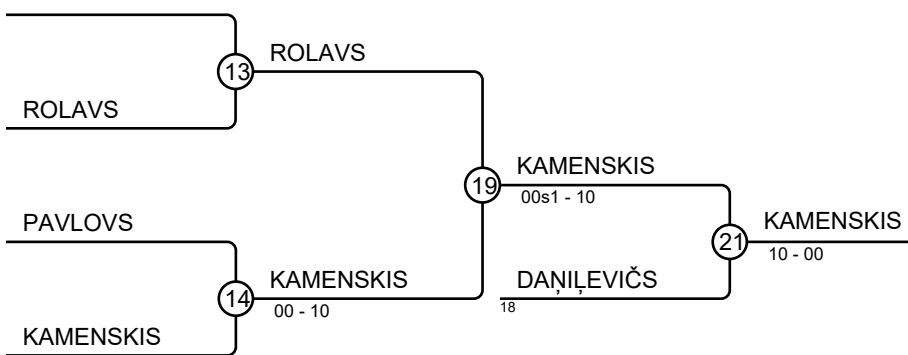 ROLAVS
13
ROLAVS
KAMENSKIS
19
00s1 - 10
PAVLOVS
KAMENSKIS
21
10 - 00
KAMENSKIS
DAŅIĻEVIČS
14
00 - 10
18
KAMENSKIS